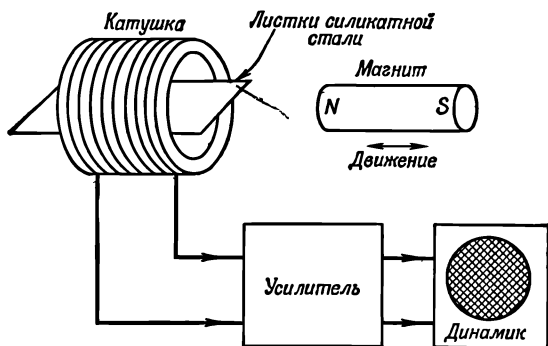 Катушка
Листки силикатной
стали
Магнит
N
S
Движение
Усилитель
Динамик